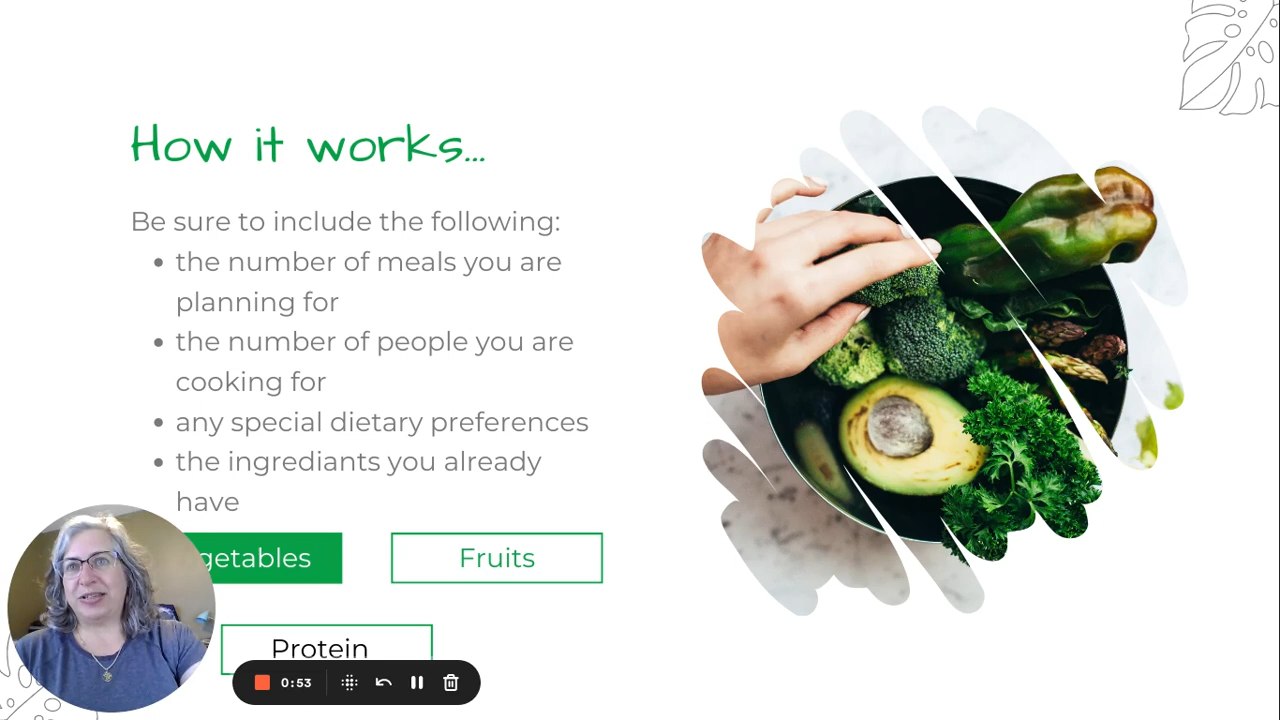 How it works...
Be sure to include the following:
• the number of meals you are
planning for
• the number of people you are
cooking for
• any special dietary preferences
• the ingrediants you already
have
getables
Fruits
Protein
0:53